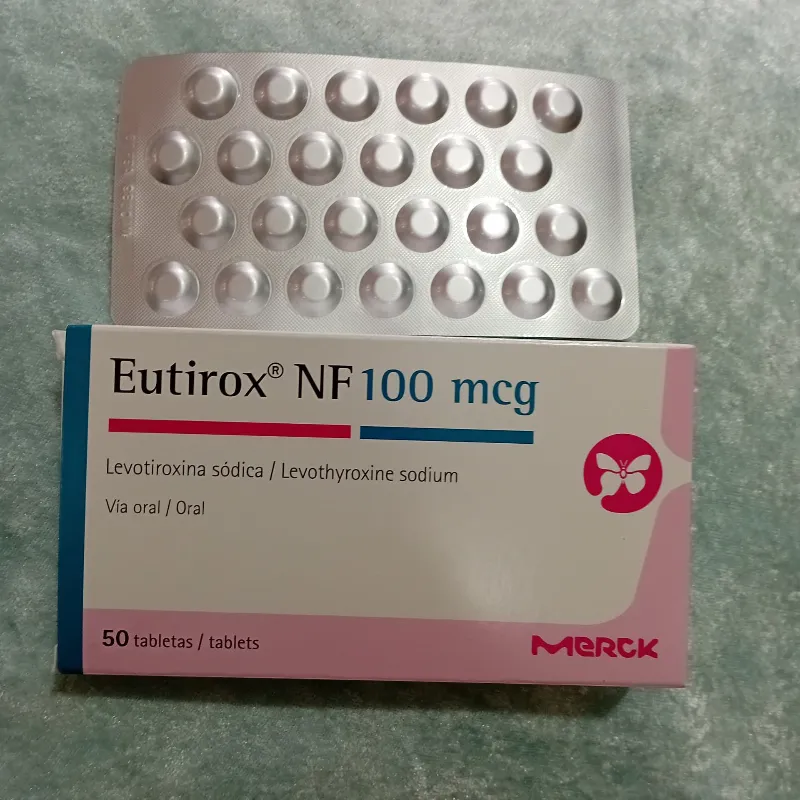 Eutirox® NF 100 mcg
Levotiroxina sódica / Levothyroxine sodium
Vía oral / Oral
50 tabletas / tablets
MERCK